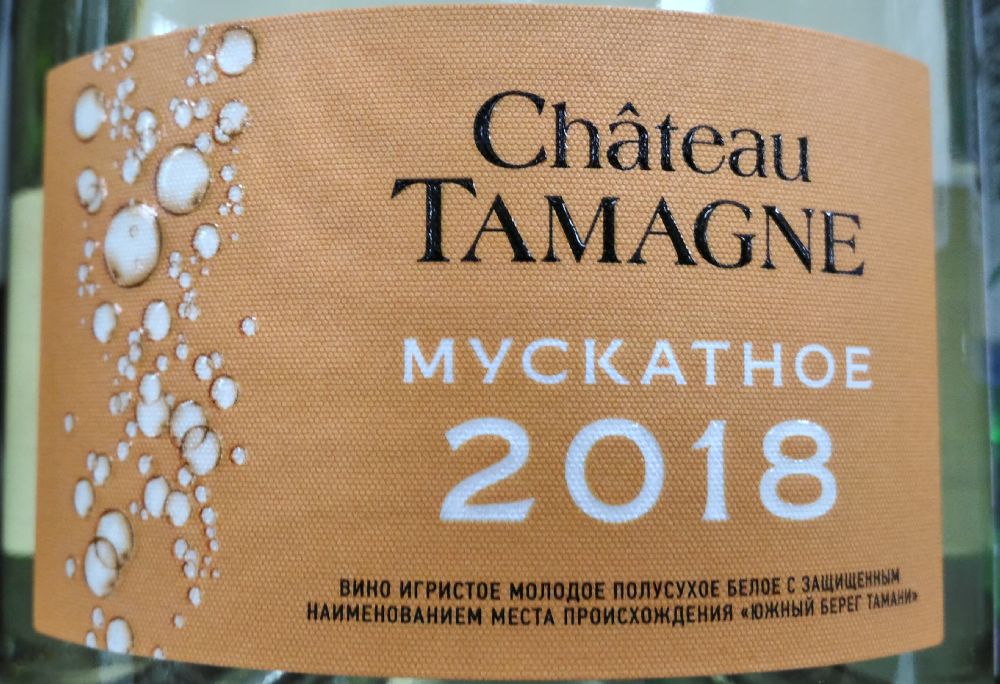 Château
TAMAGNE
МУСКАТНОЕ
2018
ВИНО ИГРИСТОЕ МОЛОДОЕ ПОЛУСУХОЕ БЕЛОЕ С ЗАЩИЩЕННЫМ
НАИМЕНОВАНИЕМ МЕСТА ПРОИСХОЖДЕНИЯ «ЮЖНЫЙ БЕРЕГ ТАМАНИ»